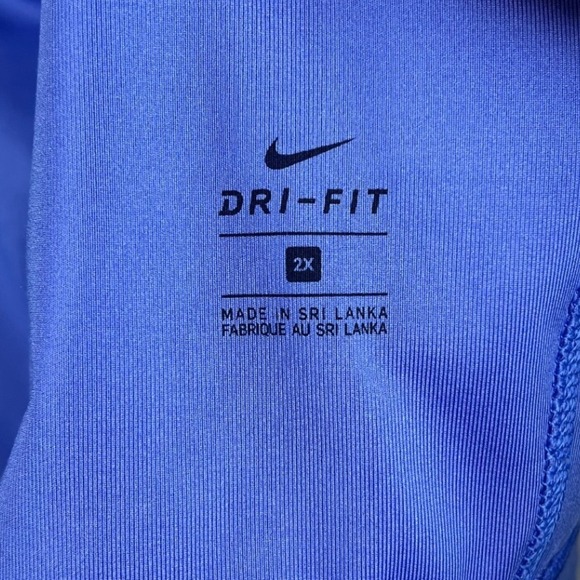 DRI-FIT
2X
MADE IN SRI LANKA
FABRIQUE AU SRI LANKA